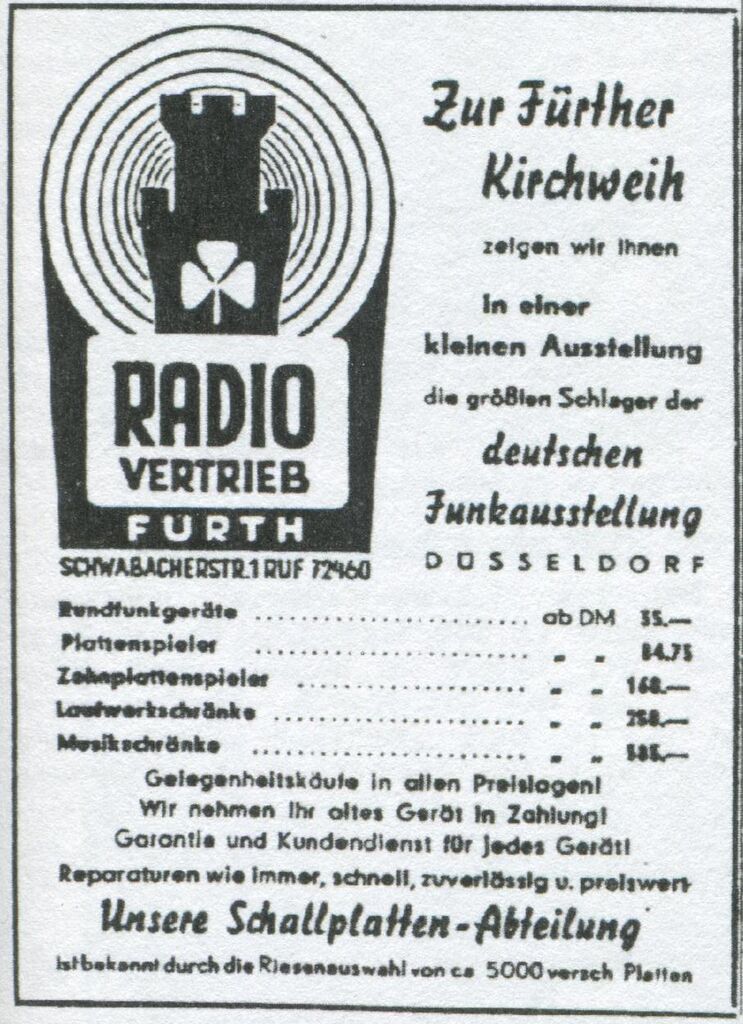 RADIO
VERTRIEB
FÜRTH
SCHWABACHERSTR.1 RUF 72460
Zur Fürther
Kirchweih
zeigen wir Ihnen
in einer
kleinen Ausstellung
die größten Schlager der
deutschen
Funkausstellung
DÜSSELDORF
Rundfunkgeräte .................... ab DM 35.—
Plattenspieler .................... „ „ 84.75
Zehnplattenspieler .................... „ „ 168.—
Laufwerkschränke .................... „ „ 258.—
Musikschränke .................... „ „
Gelegenheitskäufe in allen Preislagen!
Wir nehmen Ihr altes Gerät in Zahlung!
Garantie und Kundendienst für jedes Gerät!
Reparaturen wie immer, schnell, zuverlässig u. preiswert
Unsere Schallplatten-Abteilung
ist bekannt durch die Riesenauswahl von ca 5000 versch Platten